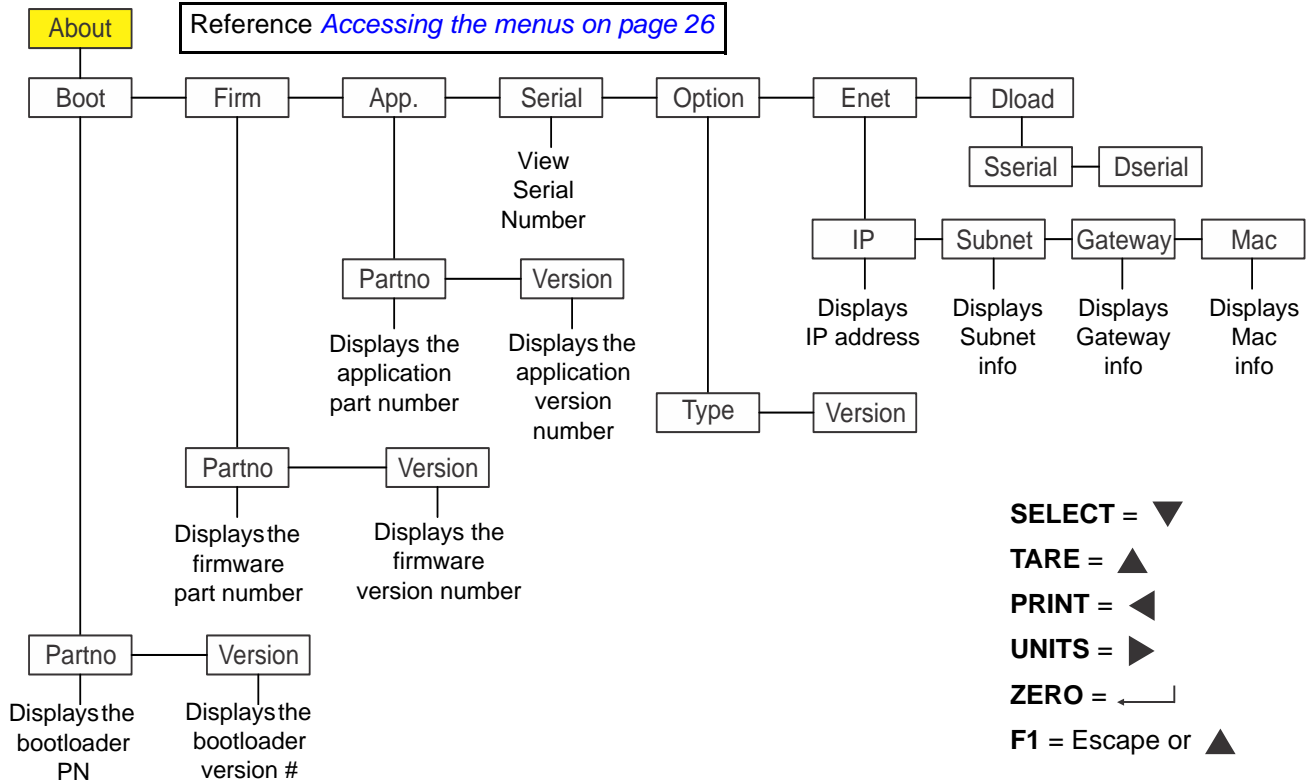 About
Reference Accessing the menus on page 26
Boot
Firm
App.
Serial
Option
Enet
Dload
View
Serial
Number
Sserial
Dserial
IP
Subnet
Gateway
Mac
Displays
IP address
Displays
Subnet
info
Displays
Gateway
info
Displays
Mac
info
Partno
Version
Displays the
application
part number
Displays the
application
version
number
Type
Version
Partno
Version
Displays the
firmware
part number
Displays the
firmware
version number
Partno
Version
Displays the
bootloader
PN
Displays the
bootloader
version #
SELECT = ▼
TARE = ▲
PRINT = ◀
UNITS = ▶
ZERO = ↵
F1 = Escape or ▲